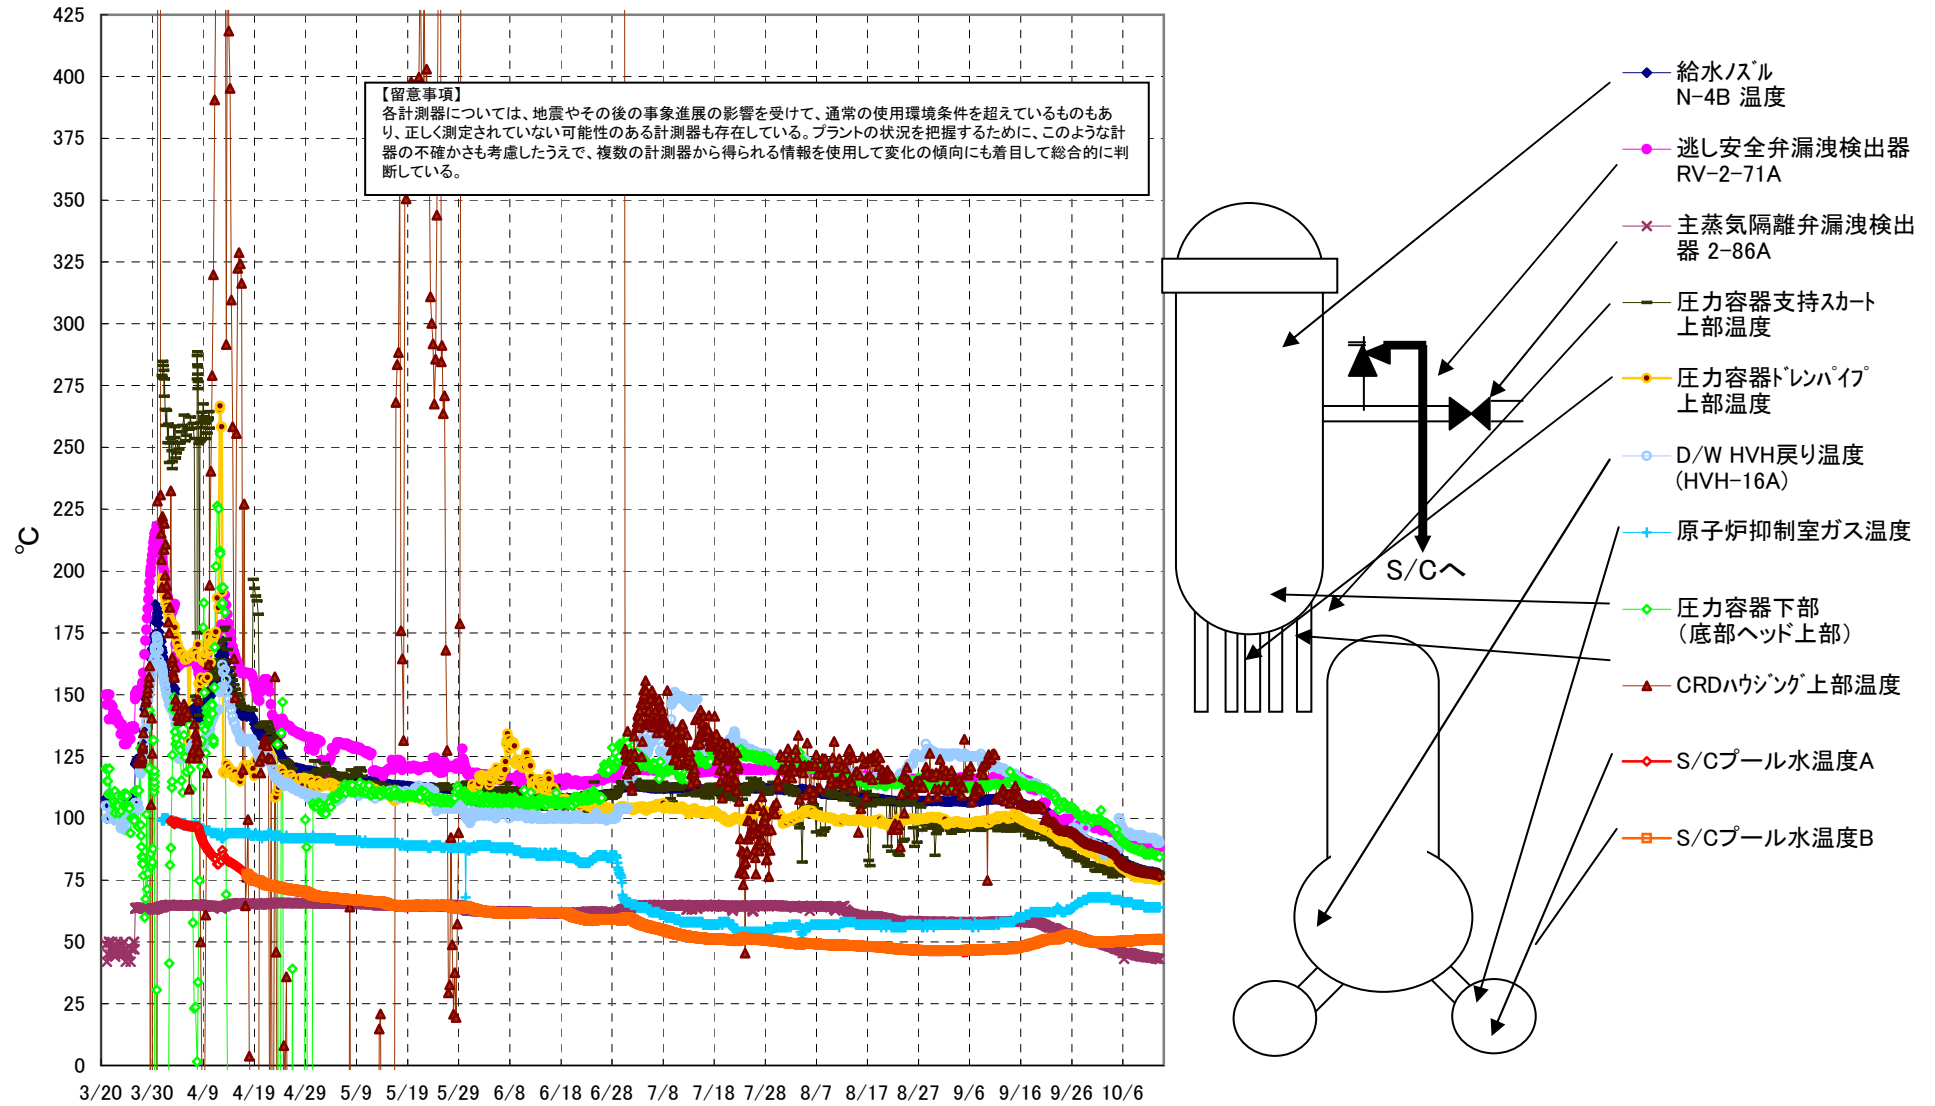 425
400
375
350
325
300
275
250
225
200
175
150
125
100
75
50
25
0
℃
3/20 3/30 4/9 4/19 4/29 5/9 5/19 5/29 6/8 6/18 6/28 7/8 7/18 7/28 8/7 8/17 8/27 9/6 9/16 9/26 10/6
【留意事項】
各計測器については、地震やその後の事象進展の影響を受けて、通常の使用環境条件を超えているものもあ
り、正しく測定されていない可能性のある計測器も存在している。プラントの状況を把握するために、このような計
器の不確かさも考慮したうえで、複数の計測器から得られる情報を使用して変化の傾向にも着目して総合的に判
断している。
S/Cへ
給水ノズル
N-4B 温度
逃し安全弁漏洩検出器
RV-2-71A
主蒸気隔離弁漏洩検出
器 2-86A
圧力容器支持スカート
上部温度
圧力容器ドレンパイプ
上部温度
D/W HVH戻り温度
(HVH-16A)
原子炉抑制室ガス温度
圧力容器下部
(底部ヘッド上部)
CRDハウジング上部温度
S/Cプール水温度A
S/Cプール水温度B